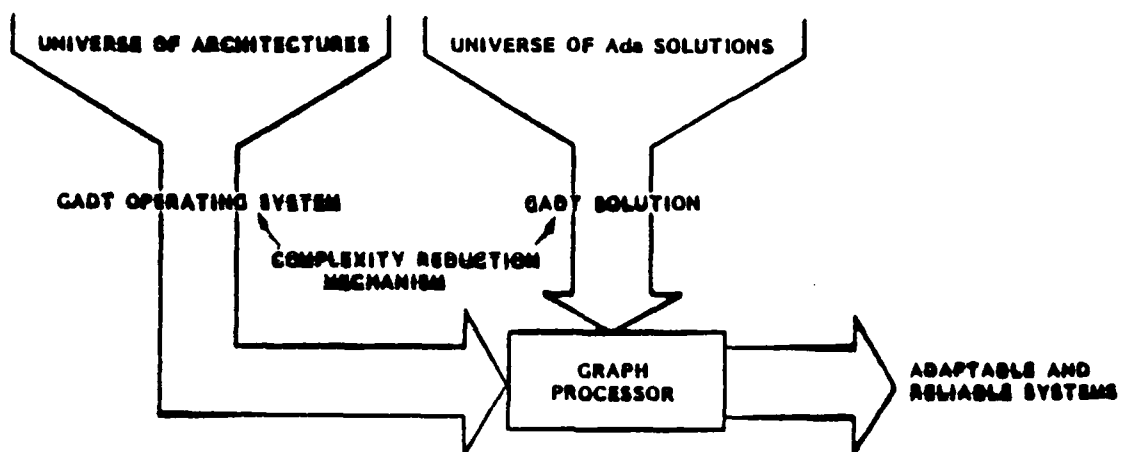 UNIVERSE OF ARCHITECTURES
UNIVERSE OF Ada SOLUTIONS
GADT OPERATING SYSTEM
GADT SOLUTION
COMPLEXITY REDUCTION
MECHANISM
GRAPH
PROCESSOR
ADAPTABLE AND
RELIABLE SYSTEMS